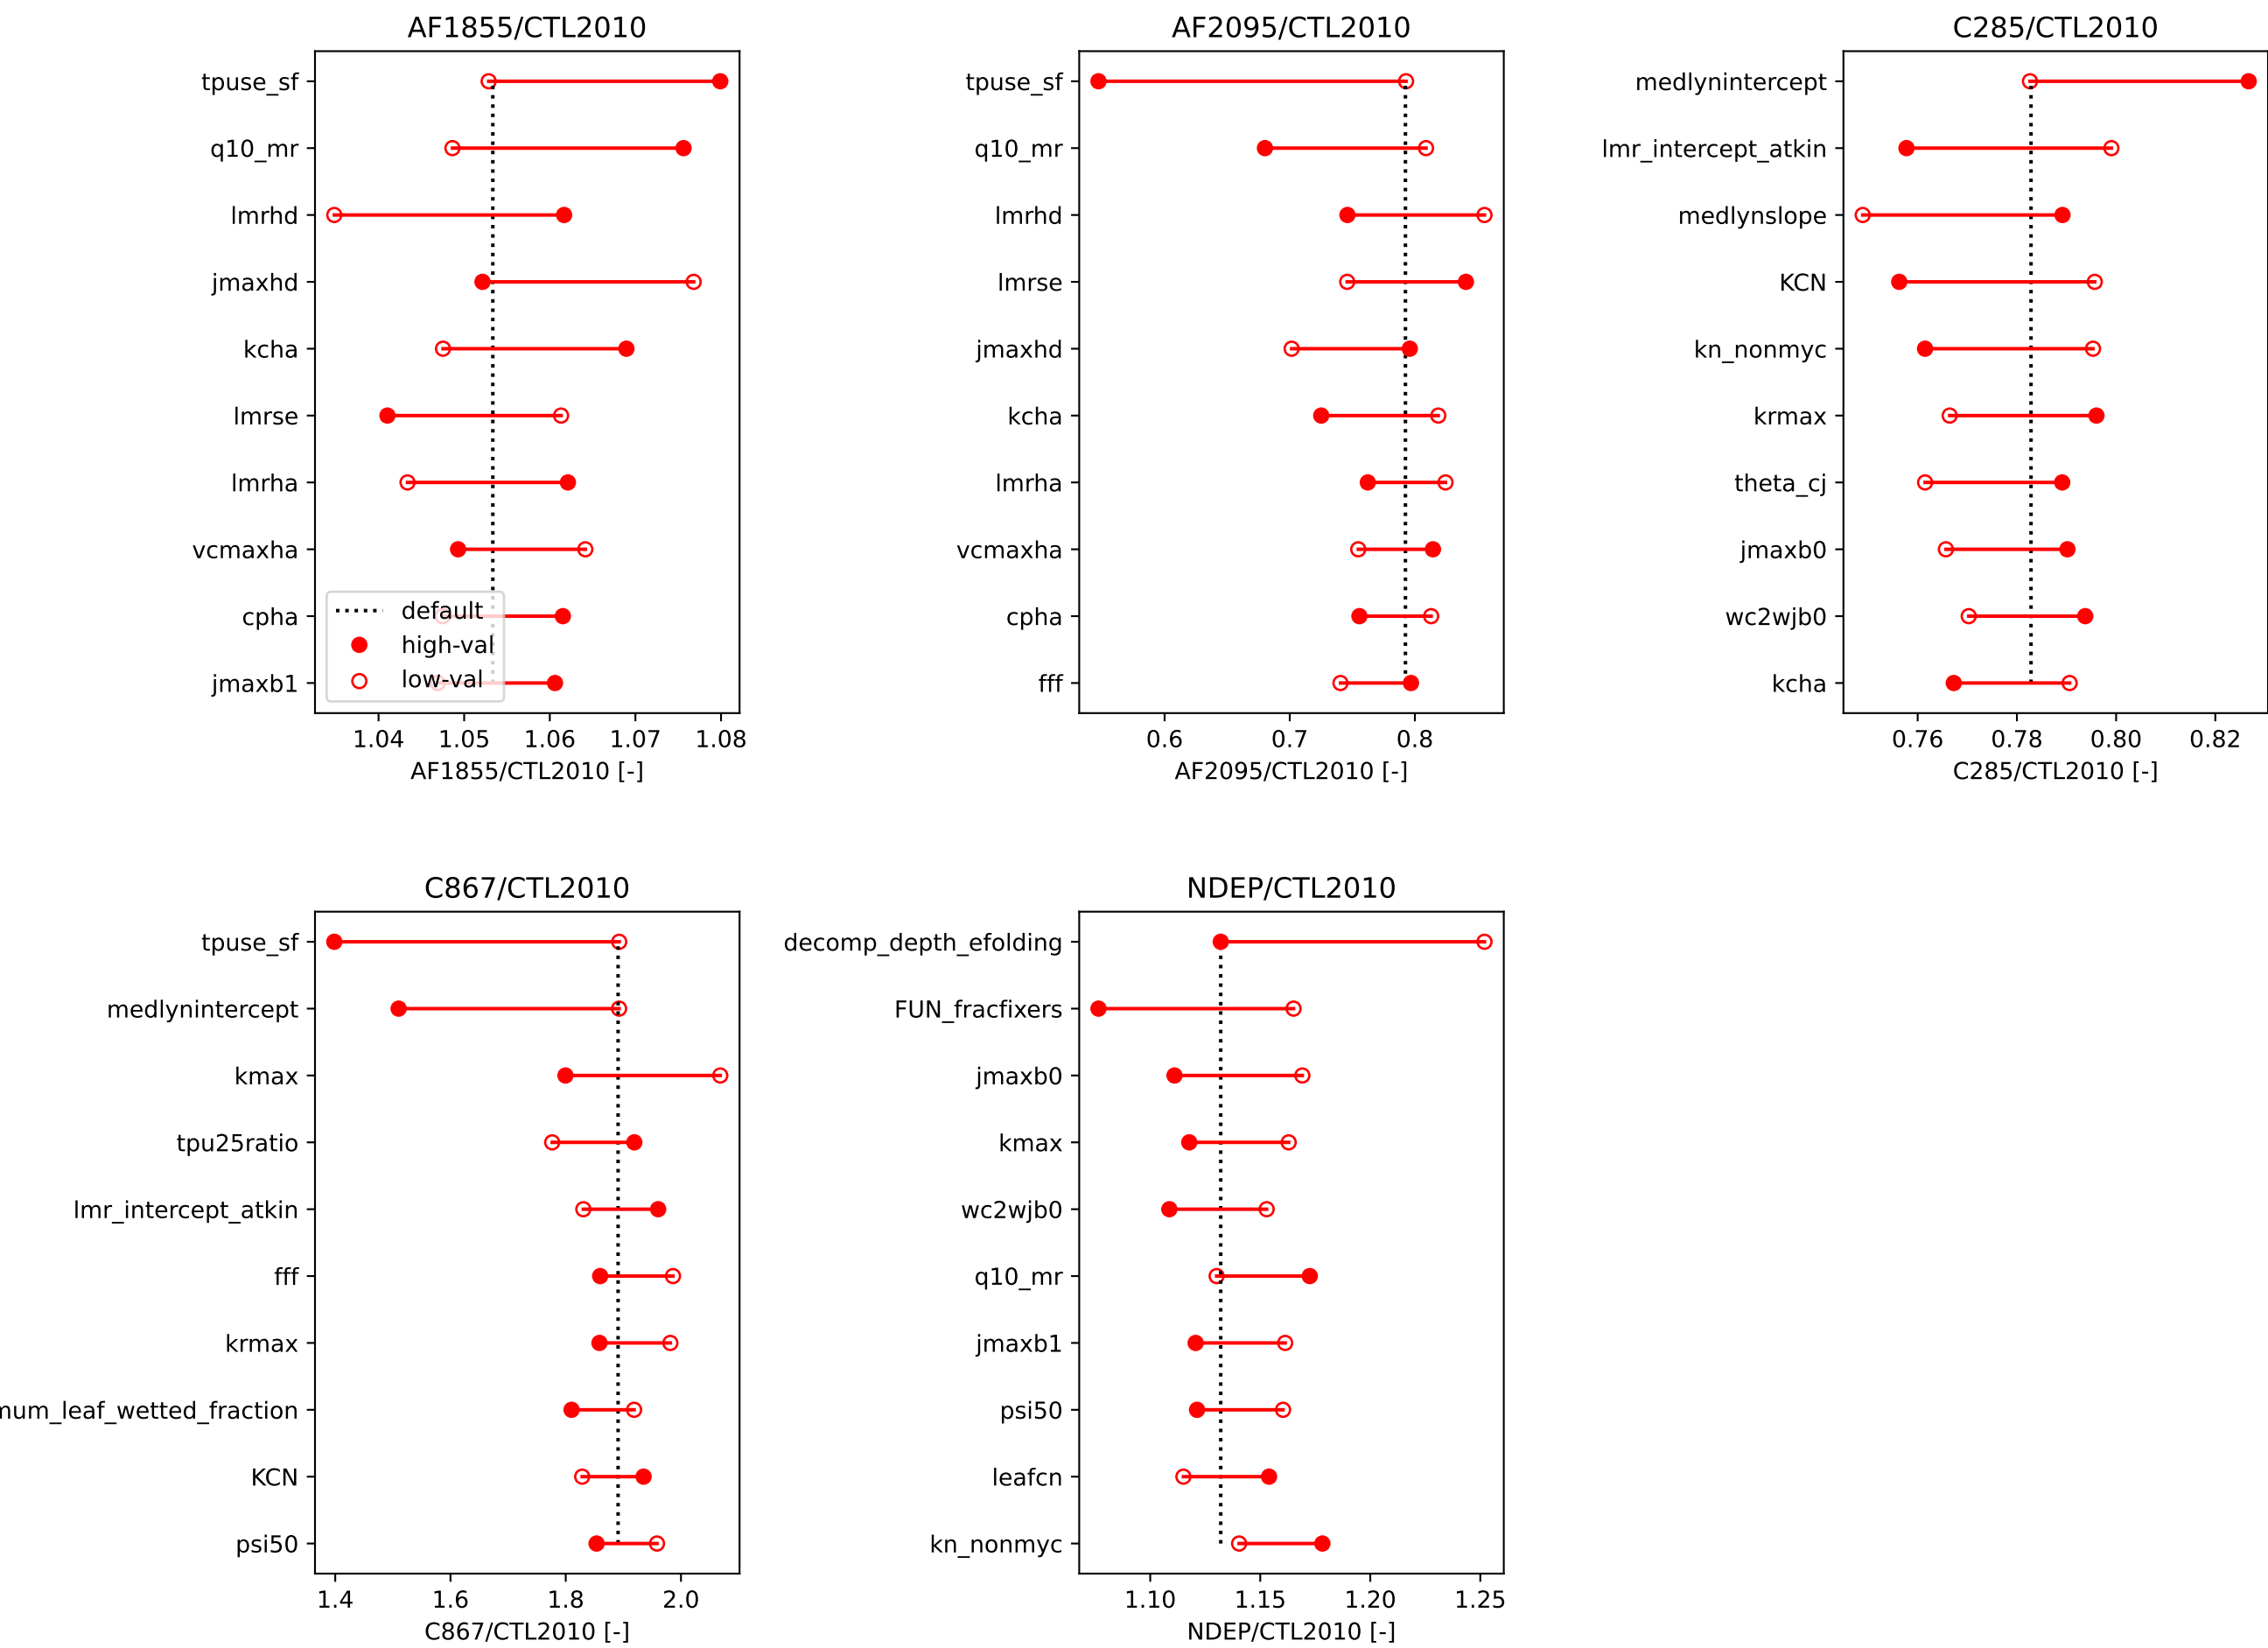 AF1855/CTL2010
tpuse_sf
q10_mr
lmrhd
jmaxhd
kcha
lmrse
lmrha
vcmaxha
cpha
jmaxb1
default
high-val
low-val
1.04 1.05 1.06 1.07 1.08
AF1855/CTL2010 [-]
AF2095/CTL2010
tpuse_sf
q10_mr
lmrhd
lmrse
jmaxhd
kcha
lmrha
vcmaxha
cpha
fff
0.6 0.7 0.8
AF2095/CTL2010 [-]
C285/CTL2010
medlynintercept
lmr_intercept_atkin
medlynslope
KCN
kn_nonmyc
krmax
theta_cj
jmaxb0
wc2wjb0
kcha
0.76 0.78 0.80 0.82
C285/CTL2010 [-]
C867/CTL2010
tpuse_sf
medlynintercept
kmax
tpu25ratio
lmr_intercept_atkin
fff
krmax
mum_leaf_wetted_fraction
KCN
psi50
1.4 1.6 1.8 2.0
C867/CTL2010 [-]
NDEP/CTL2010
decomp_depth_efolding
FUN_fracfixers
jmaxb0
kmax
wc2wjb0
q10_mr
jmaxb1
psi50
leafcn
kn_nonmyc
1.10 1.15 1.20 1.25
NDEP/CTL2010 [-]